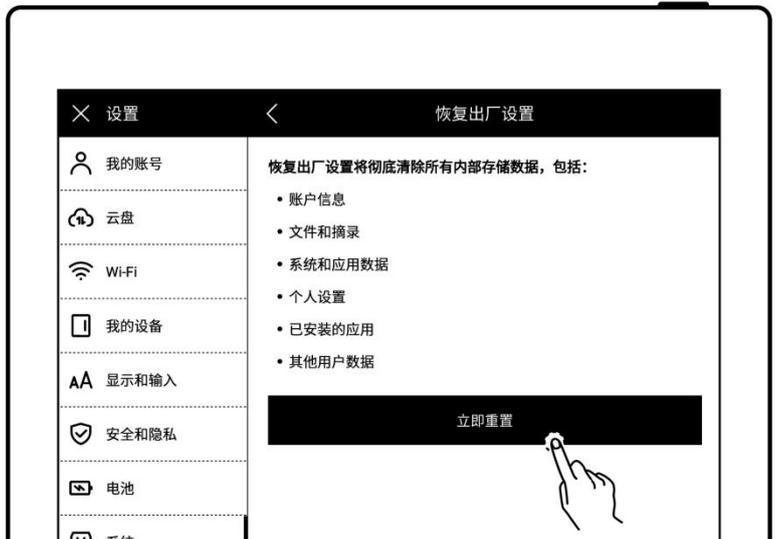 设置
恢复出厂设置
我的账号
云盘
Wi-Fi
我的设备
显示和输入
安全和隐私
电池
系统
恢复出厂设置将彻底清除所有内部存储数据，包括：
• 账户信息
• 文件和摘录
• 系统和应用数据
• 个人设置
• 已安装的应用
• 其他用户数据
立即重置